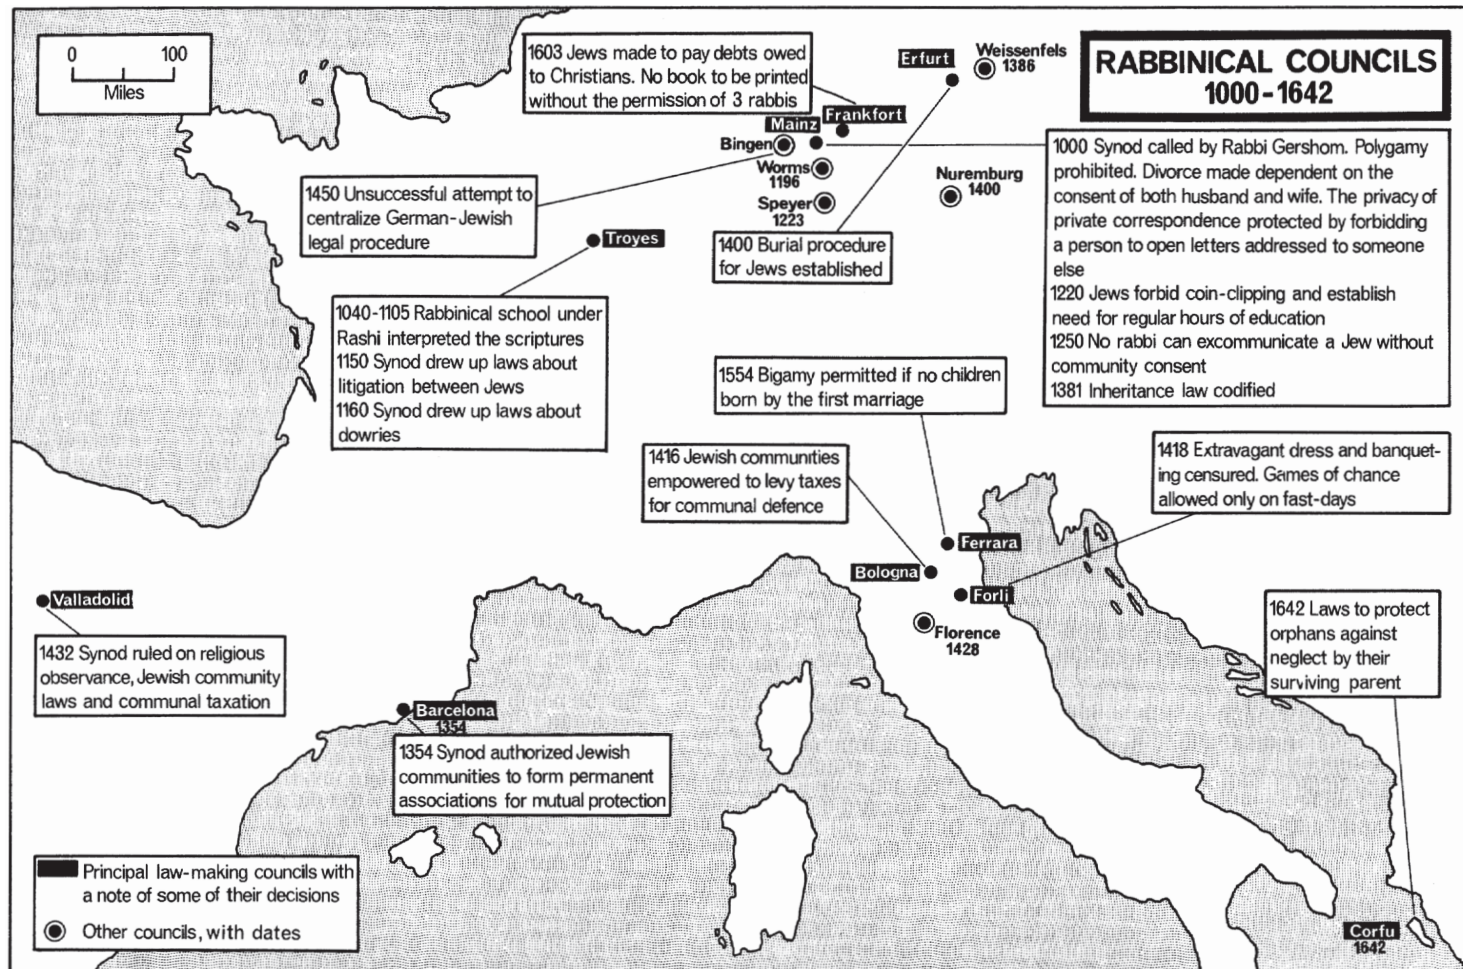 0 100
Miles
1603 Jews made to pay debts owed
to Christians. No book to be printed
without the permission of 3 rabbis
Erfurt
Weissenfels
1386
RABBINICAL COUNCILS
1000-1642
Frankfort
Mainz
Bingen
Worms
1196
Speyer
1223
Nuremburg
1400
1450 Unsuccessful attempt to
centralize German-Jewish
legal procedure
Troyes
1400 Burial procedure
for Jews established
1000 Synod called by Rabbi Gershom. Polygamy
prohibited. Divorce made dependent on the
consent of both husband and wife. The privacy of
private correspondence protected by forbidding
a person to open letters addressed to someone
else
1220 Jews forbid coin-clipping and establish
need for regular hours of education
1250 No rabbi can excommunicate a Jew without
community consent
1381 Inheritance law codified
1040-1105 Rabbinical school under
Rashi interpreted the scriptures
1150 Synod drew up laws about
litigation between Jews
1160 Synod drew up laws about
dowries
1554 Bigamy permitted if no children
born by the first marriage
1416 Jewish communities
empowered to levy taxes
for communal defence
1418 Extravagant dress and banquet-
ing censured. Games of chance
allowed only on fast-days
Ferrara
Bologna
Forli
Florence
1428
Valladolid
1432 Synod ruled on religious
observance, Jewish community
laws and communal taxation
Barcelona
1354
1354 Synod authorized Jewish
communities to form permanent
associations for mutual protection
1642 Laws to protect
orphans against
neglect by their
surviving parent
Corfu
1642
Principal law-making councils with
a note of some of their decisions
Other councils, with dates